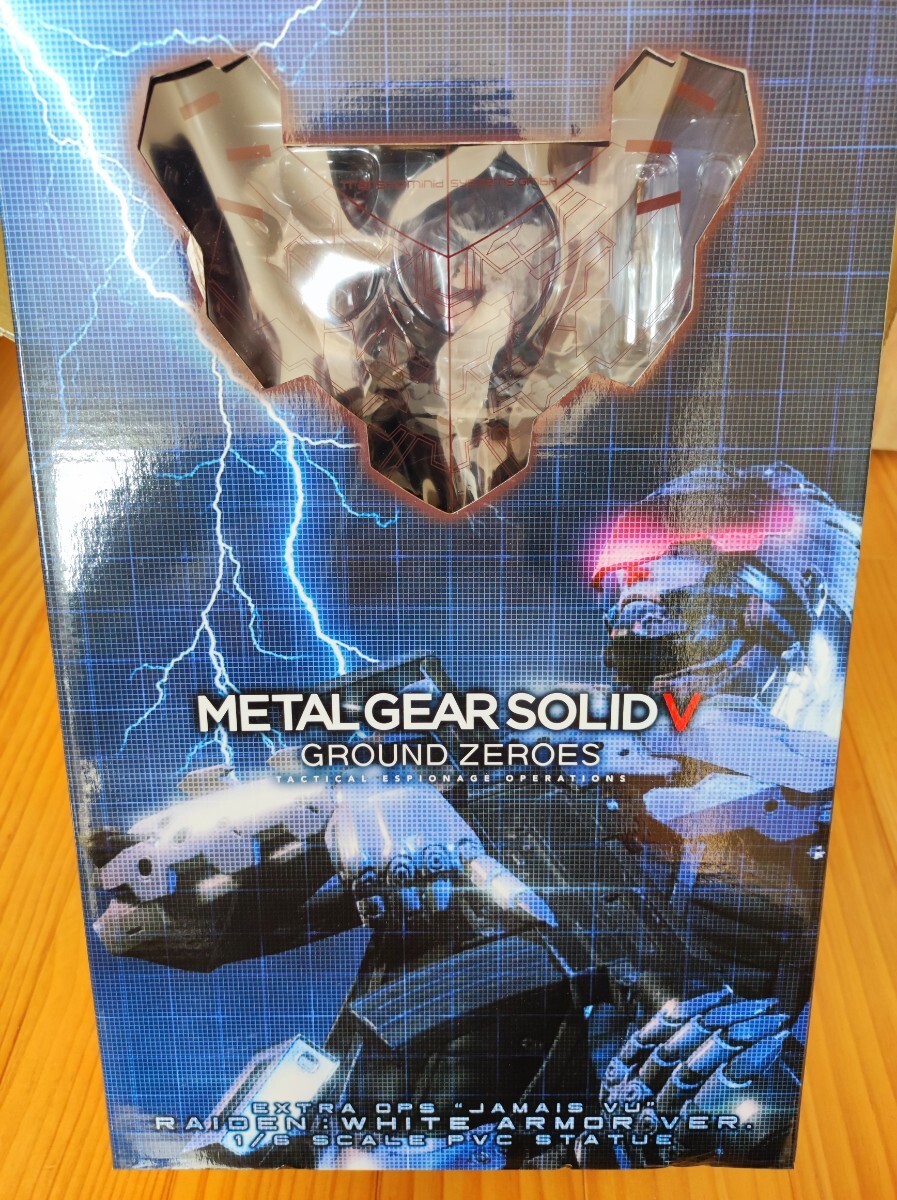 METAL GEAR SOLID V
GROUND ZEROES
TACTICAL ESPIONAGE OPERATIONS
EXTRA OPS "JAMAIS VU"
RAIDEN : WHITE ARMOR VER.
1/6 SCALE PVC STATUE